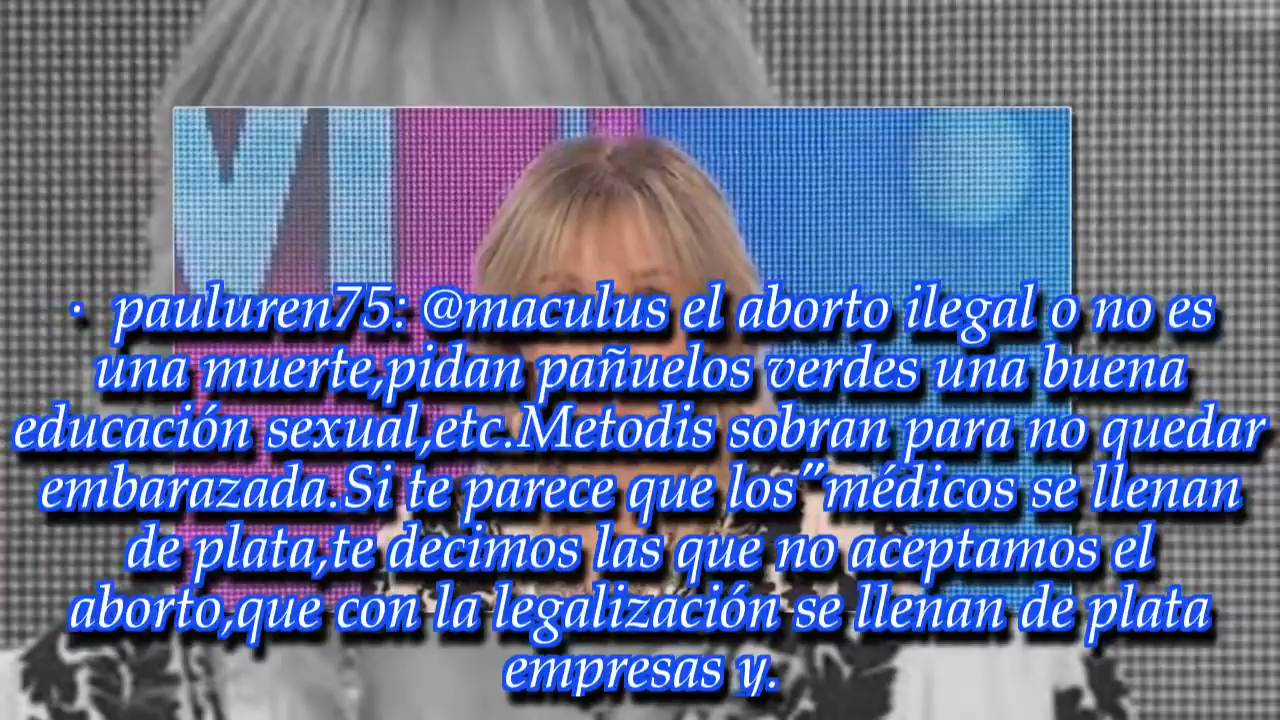 · pauluren75: @maculus el aborto ilegal o no es
una muerte,pidan pañuelos verdes una buena
educación sexual,etc.Metodis sobran para no quedar
embarazada.Si te parece que los"médicos se llenan
de plata,te decimos las que no aceptamos el
aborto,que con la legalización se llenan de plata
empresas y.